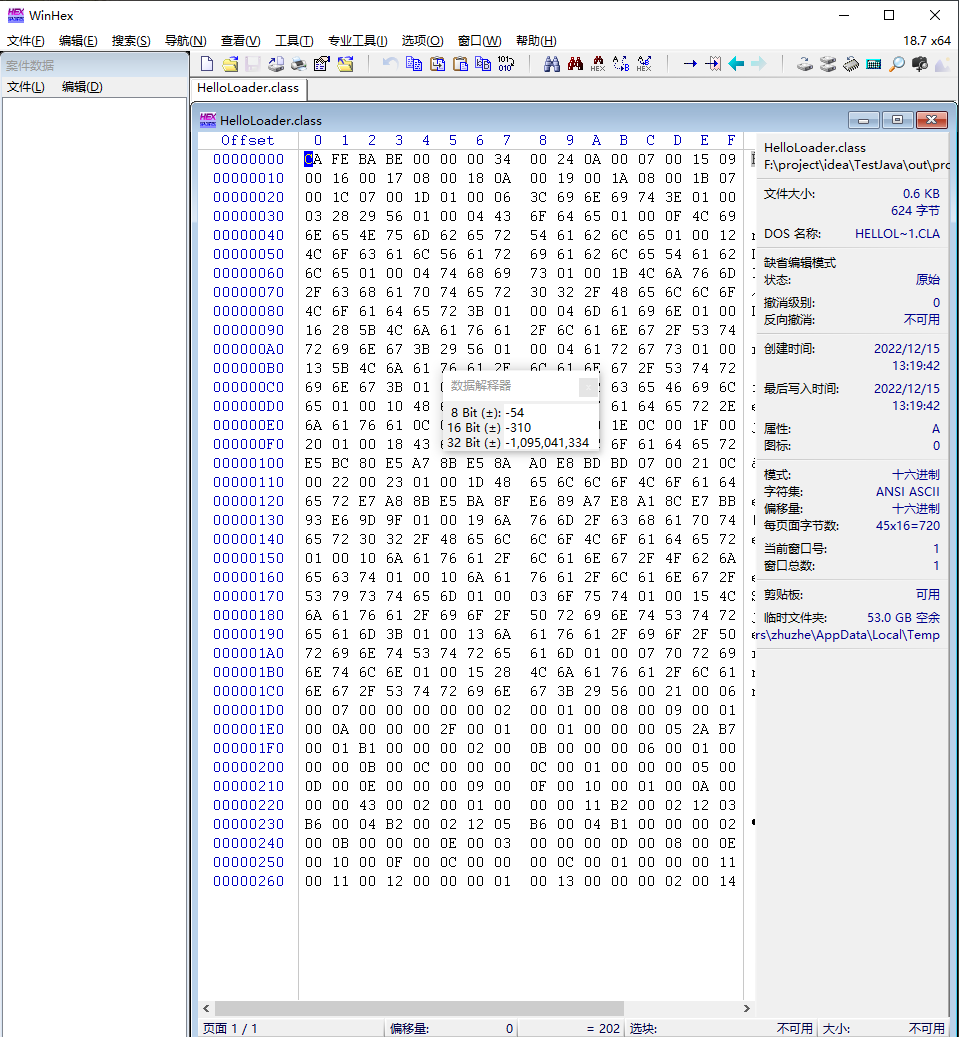 WinHex
文件(F) 编辑(E) 搜索(S) 导航(N) 查看(V) 工具(T) 专业工具(I) 选项(O) 窗口(W) 帮助(H) 18.7 x64
案件数据
文件(L) 编辑(D)
HelloLoader.class
HelloLoader.class
Offset 0 1 2 3 4 5 6 7 8 9 A B C D E F
00000000 CA FE BA BE 00 00 00 34 00 24 0A 00 07 00 15 09
00000010 00 16 00 17 08 00 18 0A 00 19 00 1A 08 00 1B 07
00000020 00 1C 07 00 1D 01 00 06 3C 69 6E 69 74 3E 01 00
00000030 03 28 29 56 01 00 04 43 6F 64 65 01 00 0F 4C 69
00000040 6E 65 4E 75 6D 62 65 72 54 61 62 6C 65 01 00 12
00000050 4C 6F 63 61 6C 56 61 72 69 61 62 6C 65 54 61 62
00000060 6C 65 01 00 04 74 68 69 73 01 00 1B 4C 6A 76 6D
00000070 2F 63 68 61 70 74 65 72 30 32 2F 48 65 6C 6C 6F
00000080 4C 6F 61 64 65 72 3B 01 00 04 6D 61 69 6E 01 00
00000090 16 28 5B 4C 6A 61 76 61 2F 6C 61 6E 67 2F 53 74
000000A0 72 69 6E 67 3B 29 56 01 00 04 61 72 67 73 01 00
000000B0 13 5B 4C 6A 61 76 61 2F 6C 61 6E 67 2F 53 74 72
000000C0 69 6E 67 3B 01 63 65 46 69 6C
000000D0 65 01 00 10 48 61 64 65 72 2E
000000E0 6A 61 76 61 0C 1E 0C 00 1F 00
000000F0 20 01 00 18 43 6F 61 64 65 72
00000100 E5 BC 80 E5 A7 8B E5 8A A0 E8 BD BD 07 00 21 0C
00000110 00 22 00 23 01 00 1D 48 65 6C 6C 6F 4C 6F 61 64
00000120 65 72 E7 A8 8B E5 BA 8F E6 89 A7 E8 A1 8C E7 BB
00000130 93 E6 9D 9F 01 00 19 6A 76 6D 2F 63 68 61 70 74
00000140 65 72 30 32 2F 48 65 6C 6C 6F 4C 6F 61 64 65 72
00000150 01 00 10 6A 61 76 61 2F 6C 61 6E 67 2F 4F 62 6A
00000160 65 63 74 01 00 10 6A 61 76 61 2F 6C 61 6E 67 2F
00000170 53 79 73 74 65 6D 01 00 03 6F 75 74 01 00 15 4C
00000180 6A 61 76 61 2F 69 6F 2F 50 72 69 6E 74 53 74 72
00000190 65 61 6D 3B 01 00 13 6A 61 76 61 2F 69 6F 2F 50
000001A0 72 69 6E 74 53 74 72 65 61 6D 01 00 07 70 72 69
000001B0 6E 74 6C 6E 01 00 15 28 4C 6A 61 76 61 2F 6C 61
000001C0 6E 67 2F 53 74 72 69 6E 67 3B 29 56 00 21 00 06
000001D0 00 07 00 00 00 00 00 02 00 01 00 08 00 09 00 01
000001E0 00 0A 00 00 00 2F 00 01 00 01 00 00 00 05 2A B7
000001F0 00 01 B1 00 00 00 02 00 0B 00 00 00 06 00 01 00
00000200 00 00 0B 00 0C 00 00 00 0C 00 01 00 00 00 05 00
00000210 0D 00 0E 00 00 00 09 00 0F 00 10 00 01 00 0A 00
00000220 00 00 43 00 02 00 01 00 00 00 11 B2 00 02 12 03
00000230 B6 00 04 B2 00 02 12 05 B6 00 04 B1 00 00 00 02
00000240 00 0B 00 00 00 0E 00 03 00 00 00 0D 00 08 00 0E
00000250 00 10 00 0F 00 0C 00 00 00 0C 00 01 00 00 00 11
00000260 00 11 00 12 00 00 00 01 00 13 00 00 00 02 00 14
数据解释器
8 Bit (±): -54
16 Bit (±) -310
32 Bit (±) -1,095,041,334
HelloLoader.class
F:\project\idea\TestJava\out\pro
文件大小: 0.6 KB
624 字节
DOS 名称: HELLOL~1.CLA
缺省编辑模式
状态: 原始
撤消级别: 0
反向撤消: 不可用
创建时间: 2022/12/15
13:19:42
最后写入时间: 2022/12/15
13:19:42
属性: A
图标: 0
模式: 十六进制
字符集: ANSI ASCII
偏移量: 十六进制
每页面字节数: 45x16=720
当前窗口号: 1
窗口总数: 1
剪贴板: 可用
临时文件夹: 53.0 GB 空余
rs\zhuzhe\AppData\Local\Temp
页面 1 / 1 偏移量: 0 = 202 选块: 不可用 大小: 不可用